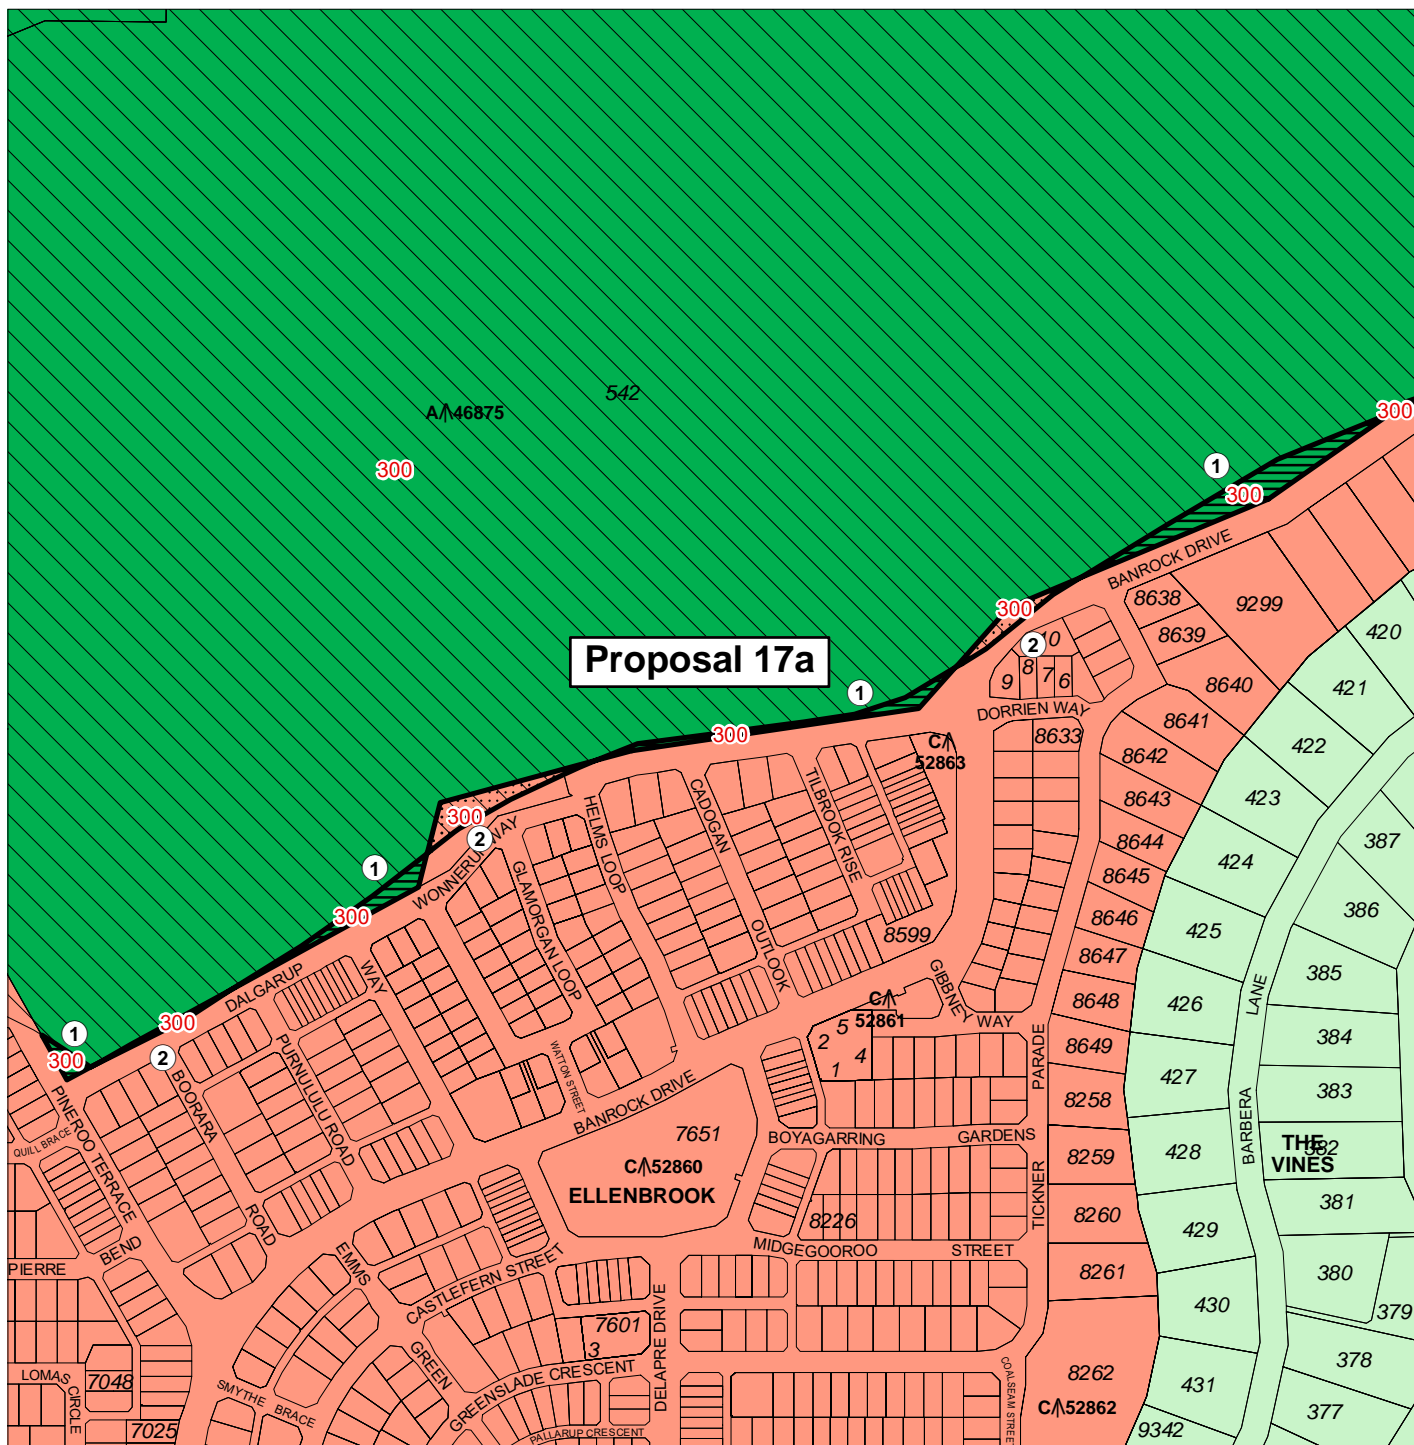 542
A 46875
300
300
1
300
BANROCK DRIVE
8638
9299
8639
420
300
2
10
Proposal 17a
8
9
7
6
8640
421
1
DORRIEN WAY
8641
300
8633
422
C
52863
8642
8643
423
387
HELMS LOOP
CADOGAN
TILBROOK RISE
300
2
WONNERUP WAY
8644
424
1
8645
386
GLAMORGAN LOOP
8646
425
300
OUTLOOK
8599
8647
385
DALGARUP
WAY
GIBBNEY
WAY
8648
426
LANE
C
52861
5
2
4
1
300
1
2
300
384
8649
PARADE
427
383
PURNULULU ROAD
BOORARA
ROAD
WATTON STREET
BANROCK DRIVE
8258
PINEROO TERRACE
QUILL BRACE
7651
BOYAGARRING
GARDENS
BARBERA
THE
VINES
382
8259
428
C 52860
ELLENBROOK
TICKNER
381
8260
429
8226
BEND
PIERRE
EMMS
MIDGEGOOROO
STREET
8261
380
CASTLEFERN STREET
430
379
7601
3
DELAPRE DRIVE
GREEN
GREENSLADE CRESCENT
378
LOMAS
CIRCLE
7048
8262
431
SMYTHE BRACE
COALSEAM STREE
C 52862
377
7025
PALLARUP CRESCENT
9342